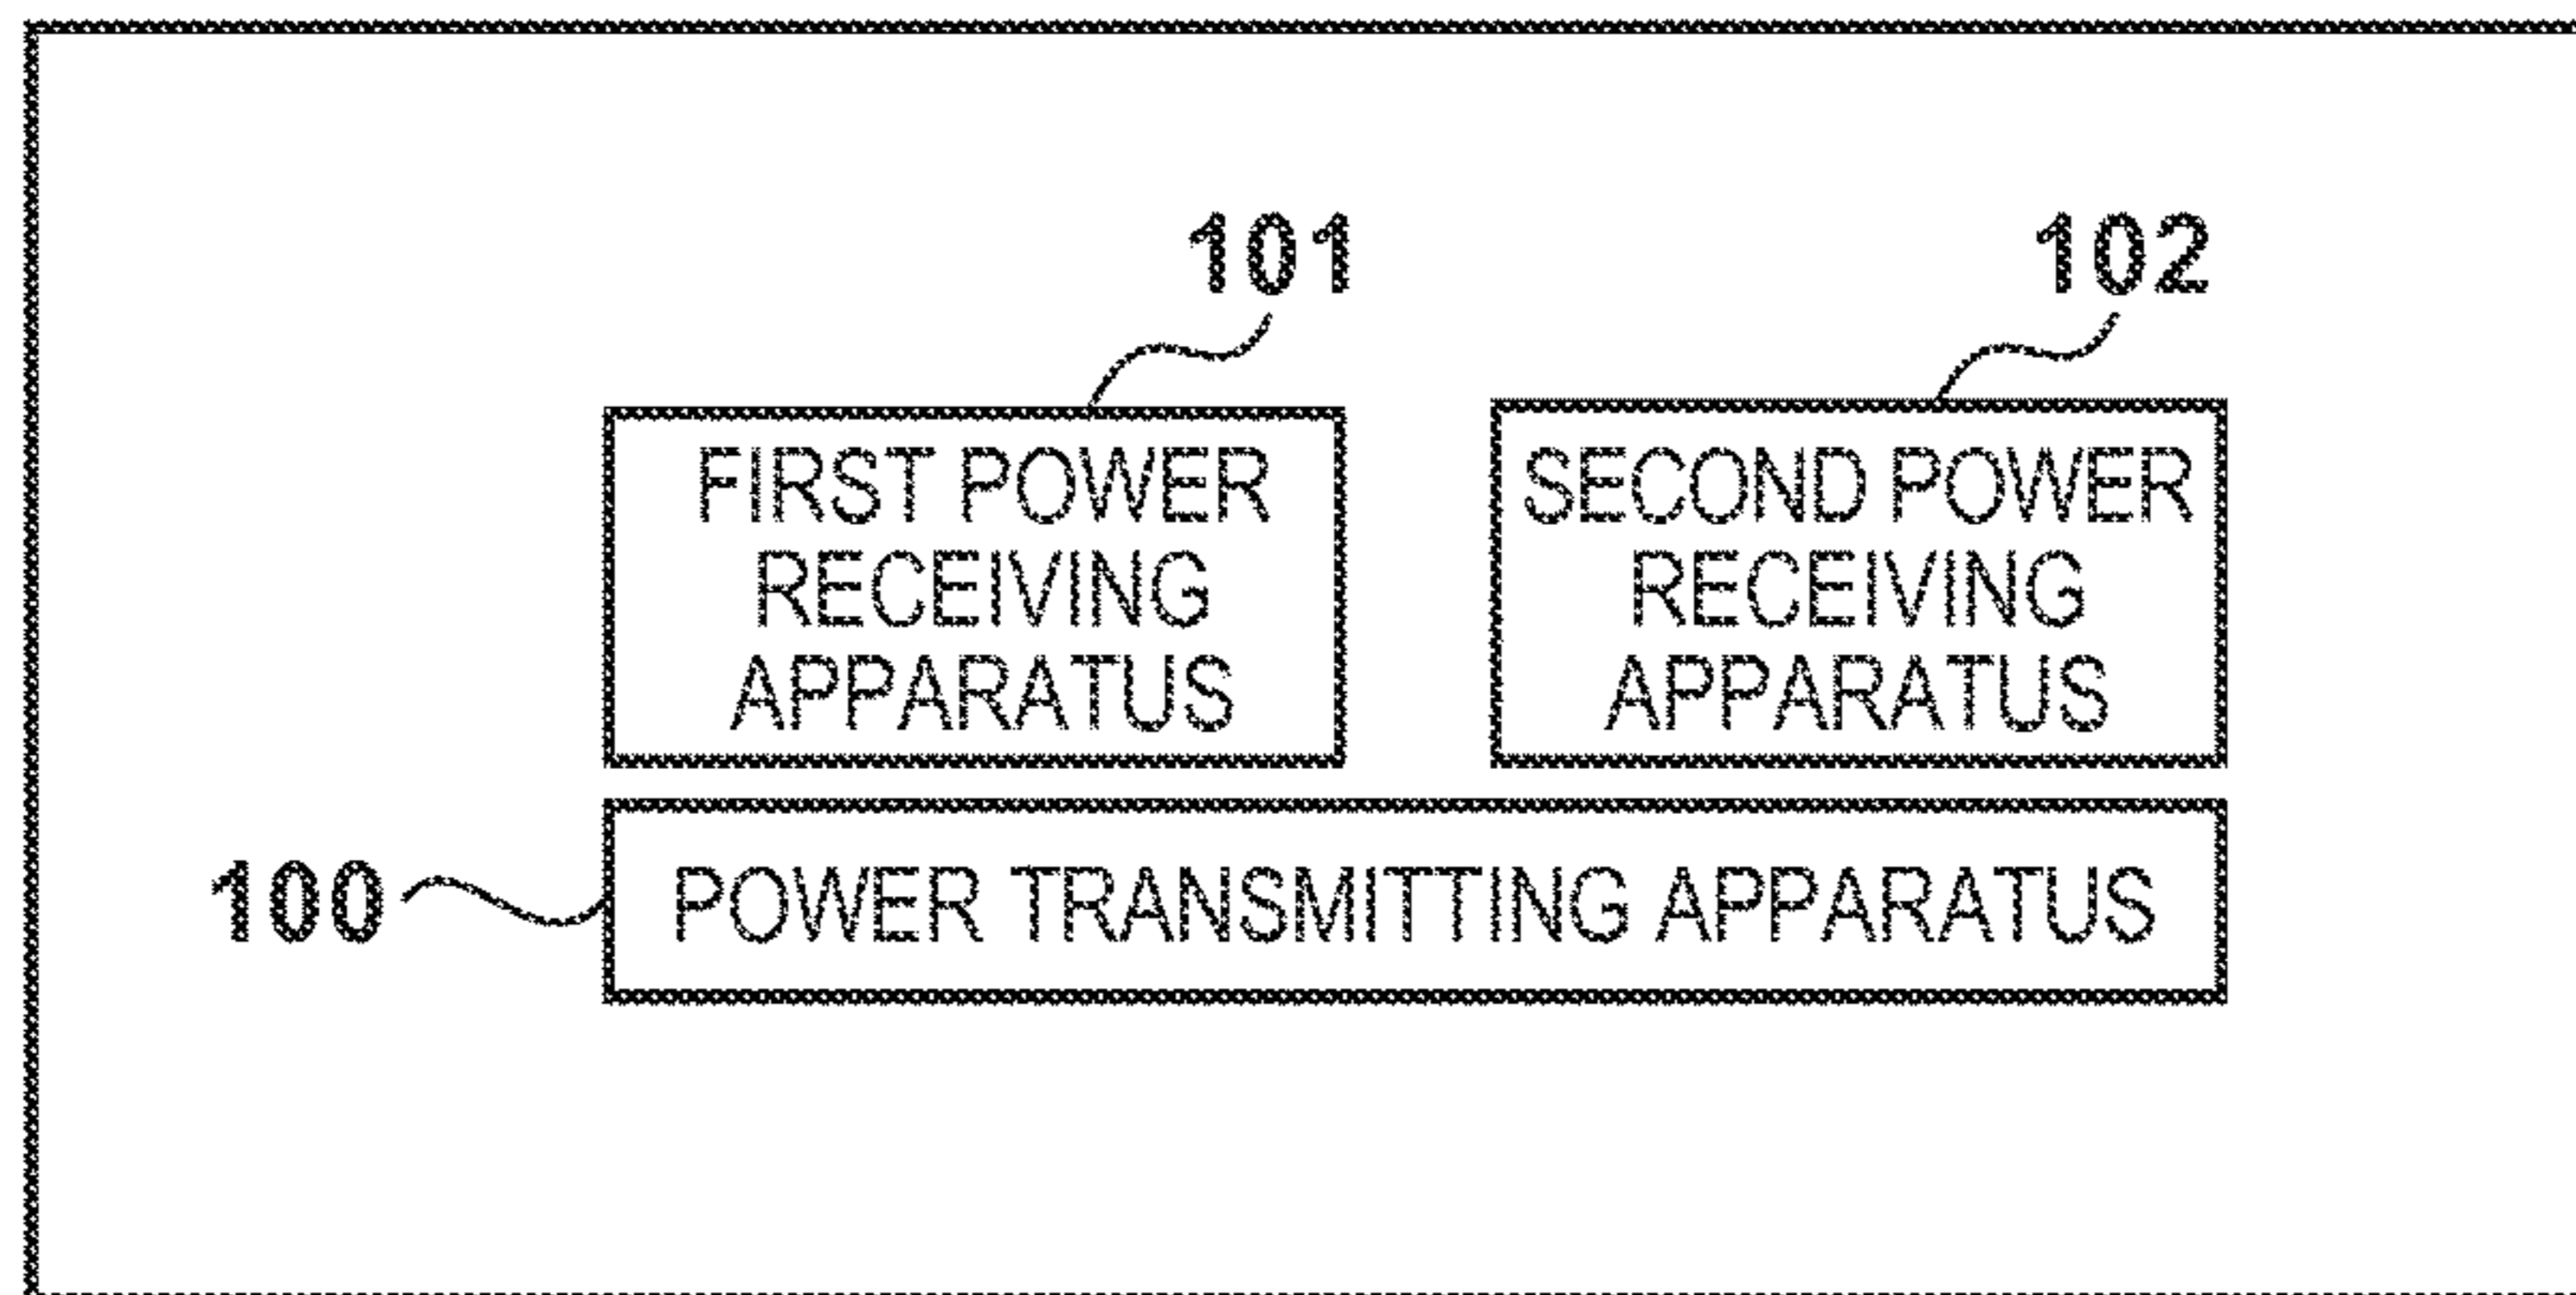 101
102
FIRST POWER
RECEIVING
APPARATUS
SECOND POWER
RECEIVING
APPARATUS
100
POWER TRANSMITTING APPARATUS